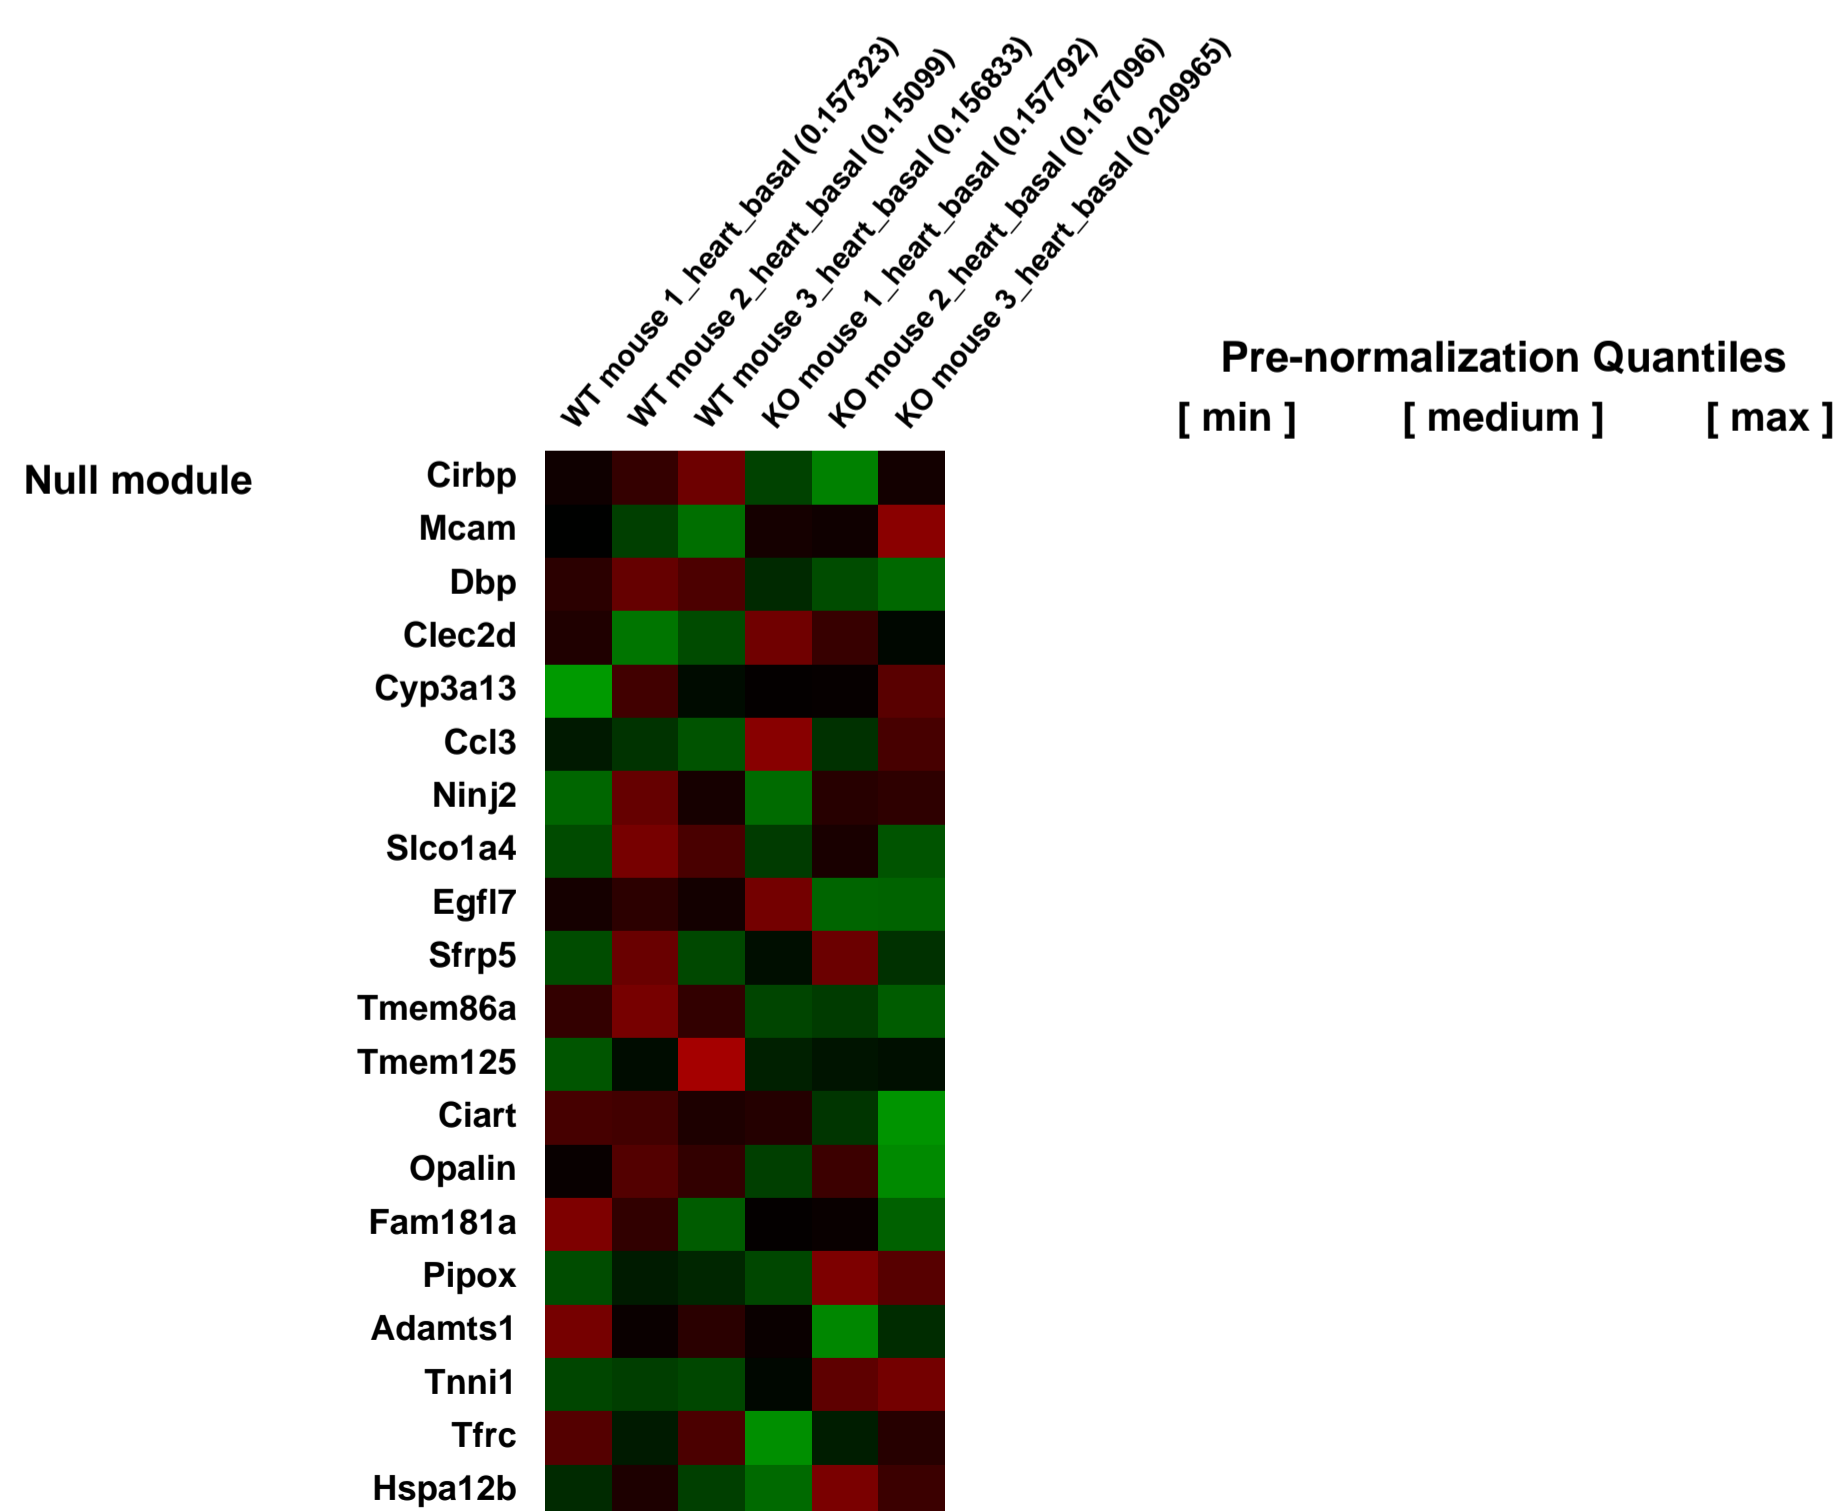 WT mouse 1_heart_basal (0.157323)
WT mouse 2_heart_basal (0.15099)
WT mouse 3_heart_basal (0.156833)
KO mouse 1_heart_basal (0.157792)
KO mouse 2_heart_basal (0.167096)
KO mouse 3_heart_basal (0.209965)
Pre-normalization Quantiles
[ min ] [ medium ] [ max ]
Null module
Cirbp
Mcam
Dbp
Clec2d
Cyp3a13
Ccl3
Ninj2
Slco1a4
Egfl7
Sfrp5
Tmem86a
Tmem125
Ciart
Opalin
Fam181a
Pipox
Adamts1
Tnni1
Tfrc
Hspa12b